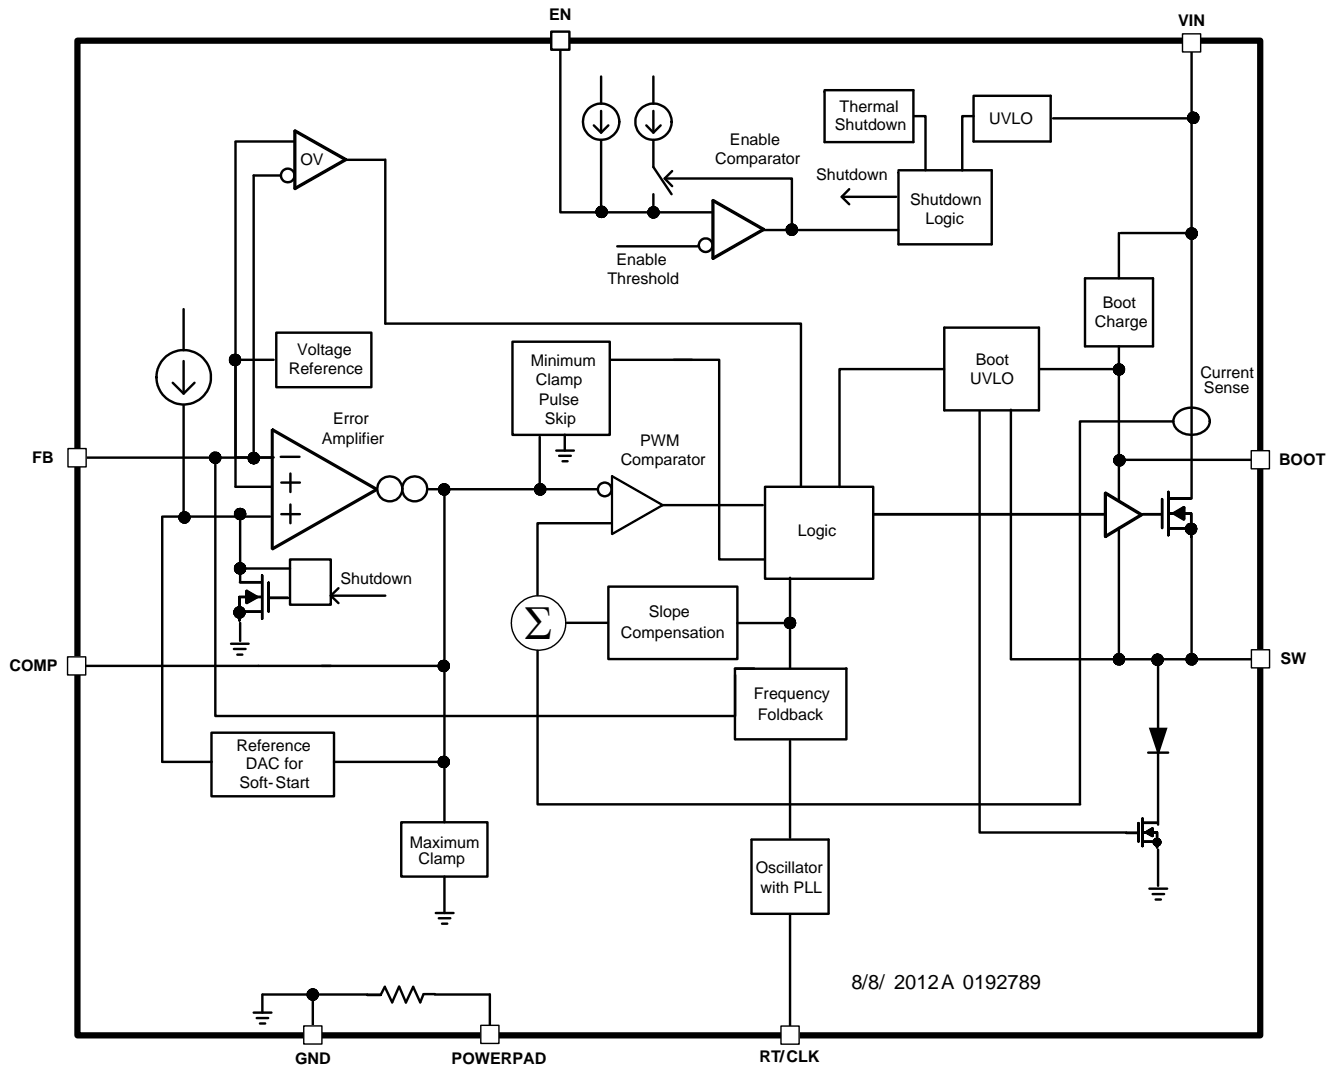 EN
VIN
Thermal
Shutdown
UVLO
OV
Enable
Comparator
Shutdown
Shutdown
Logic
Enable
Threshold
Boot
Charge
Voltage
Reference
Minimum
Clamp
Pulse
Skip
Boot
UVLO
Current
Sense
Error
Amplifier
PWM
Comparator
FB
BOOT
−
+
+
Logic
Shutdown
Σ
Slope
Compensation
COMP
SW
Frequency
Foldback
Reference
DAC for
Soft-Start
Maximum
Clamp
Oscillator
with PLL
8/8/ 2012A 0192789
GND
POWERPAD
RT/CLK